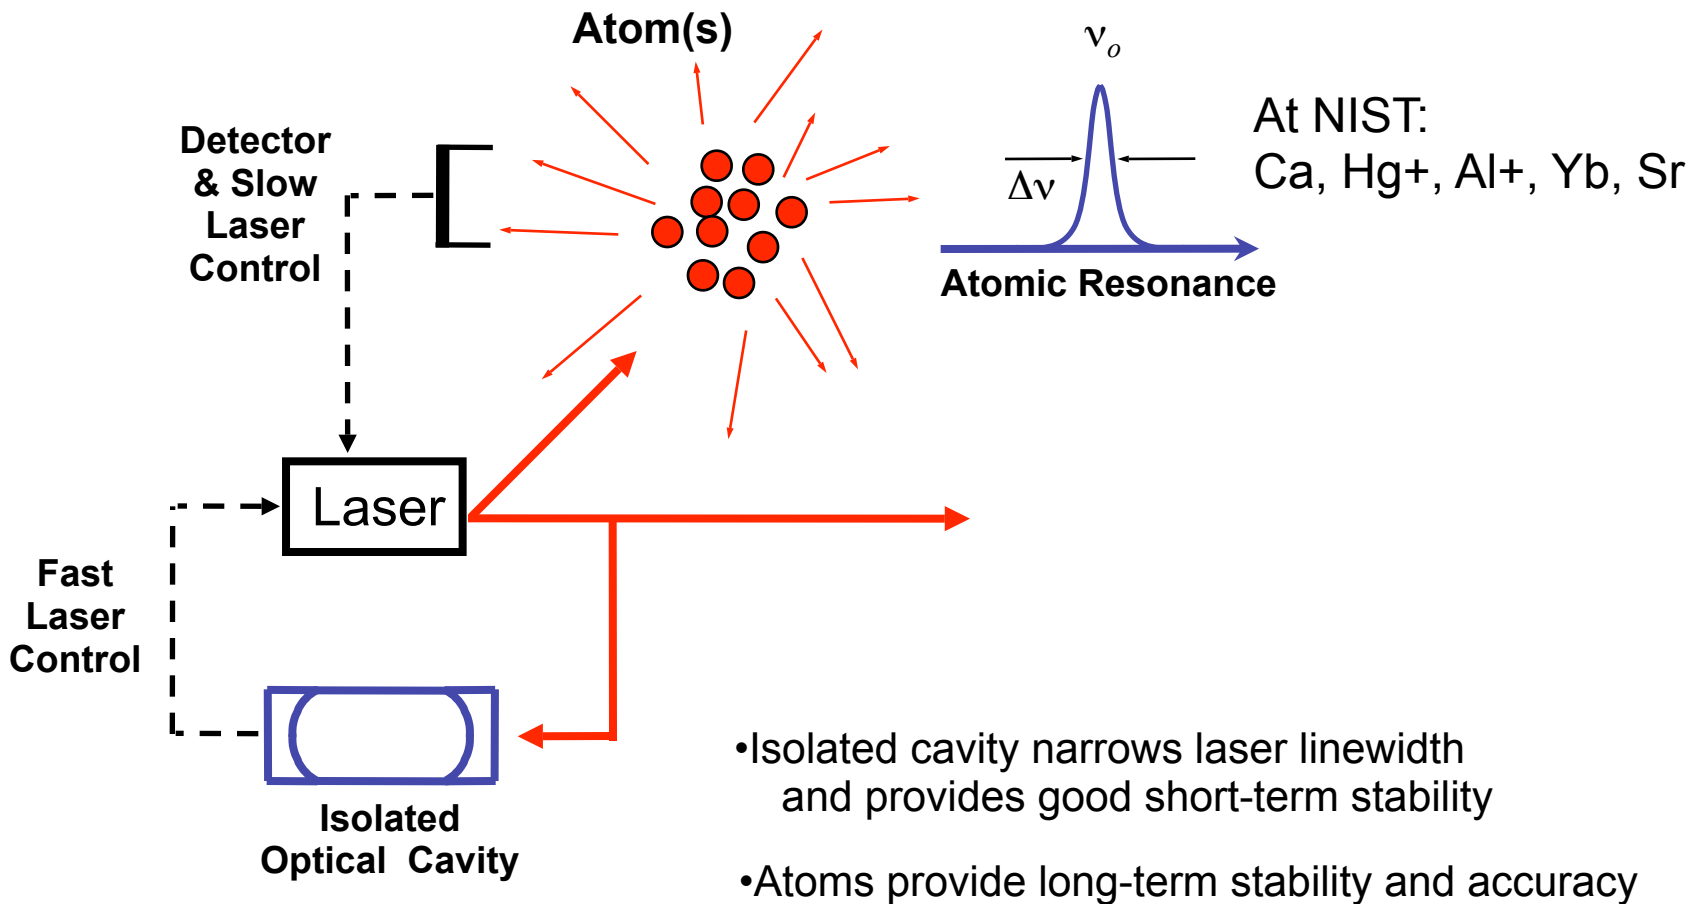 Atom(s)
νo
Detector
& Slow
Laser
Control
Δν
At NIST:
Ca, Hg+, Al+, Yb, Sr
Atomic Resonance
Laser
Fast
Laser
Control
Isolated
Optical Cavity
•Isolated cavity narrows laser linewidth
and provides good short-term stability
•Atoms provide long-term stability and accuracy